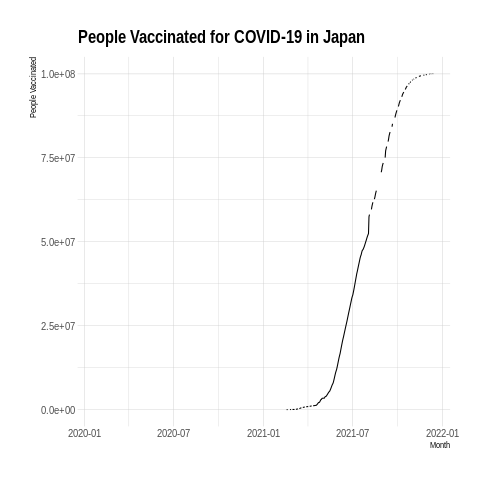 People Vaccinated for COVID-19 in Japan
People Vaccinated
1.0e+08
7.5e+07
5.0e+07
2.5e+07
0.0e+00
2020-01 2020-07 2021-01 2021-07 2022-01
Month